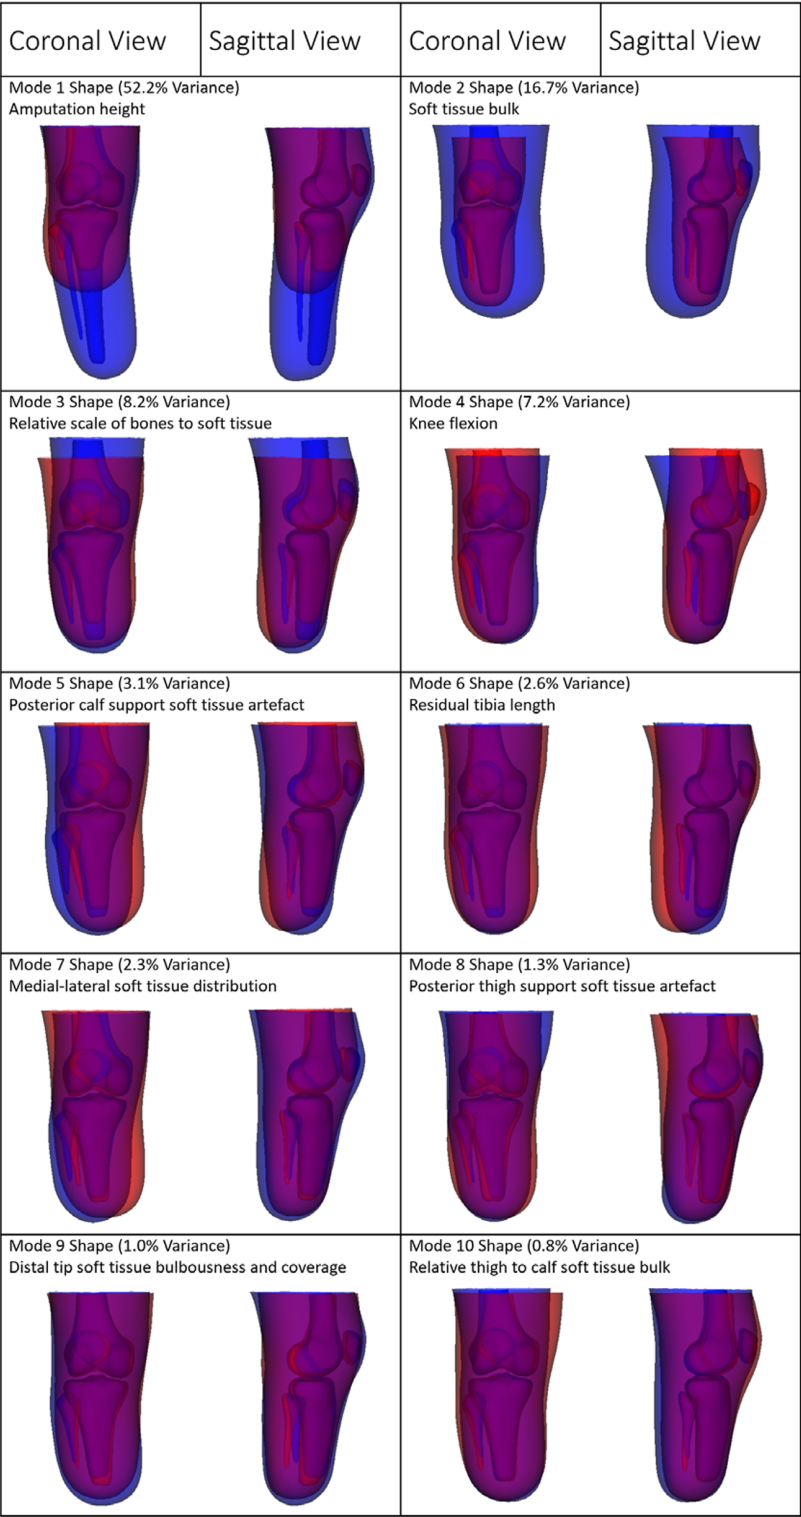 Coronal View
Sagittal View
Coronal View
Sagittal View
Mode 1 Shape (52.2% Variance)
Amputation height
Mode 2 Shape (16.7% Variance)
Soft tissue bulk
Mode 3 Shape (8.2% Variance)
Relative scale of bones to soft tissue
Mode 4 Shape (7.2% Variance)
Knee flexion
Mode 5 Shape (3.1% Variance)
Posterior calf support soft tissue artefact
Mode 6 Shape (2.6% Variance)
Residual tibia length
Mode 7 Shape (2.3% Variance)
Medial-lateral soft tissue distribution
Mode 8 Shape (1.3% Variance)
Posterior thigh support soft tissue artefact
Mode 9 Shape (1.0% Variance)
Distal tip soft tissue bulbousness and coverage
Mode 10 Shape (0.8% Variance)
Relative thigh to calf soft tissue bulk